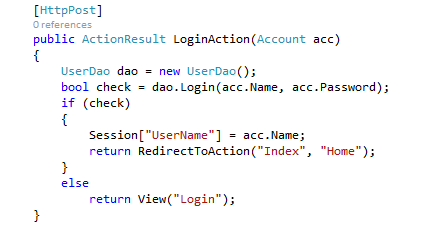 [HttpPost]
0 references
public ActionResult LoginAction(Account acc)
{
UserDao dao = new UserDao();
bool check = dao.Login(acc.Name, acc.Password);
if (check)
{
Session["UserName"] = acc.Name;
return RedirectToAction("Index", "Home");
}
else
return View("Login");
}